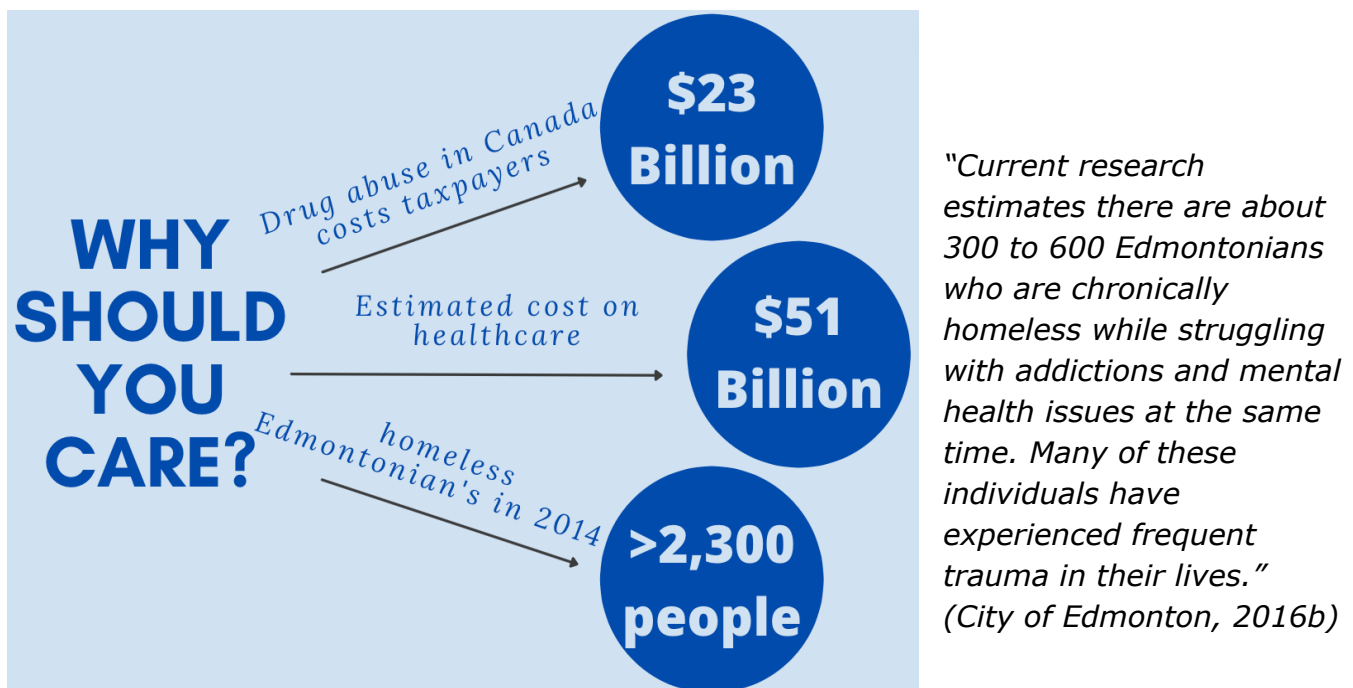 WHY
SHOULD
YOU
CARE?
Drug abuse in Canada
costs taxpayers
$23
Billion
Estimated cost on
healthcare
$51
Billion
homeless
Edmontonian's in 2014
>2,300
people
“Current research
estimates there are about
300 to 600 Edmontonians
who are chronically
homeless while struggling
with addictions and mental
health issues at the same
time. Many of these
individuals have
experienced frequent
trauma in their lives.”
(City of Edmonton, 2016b)